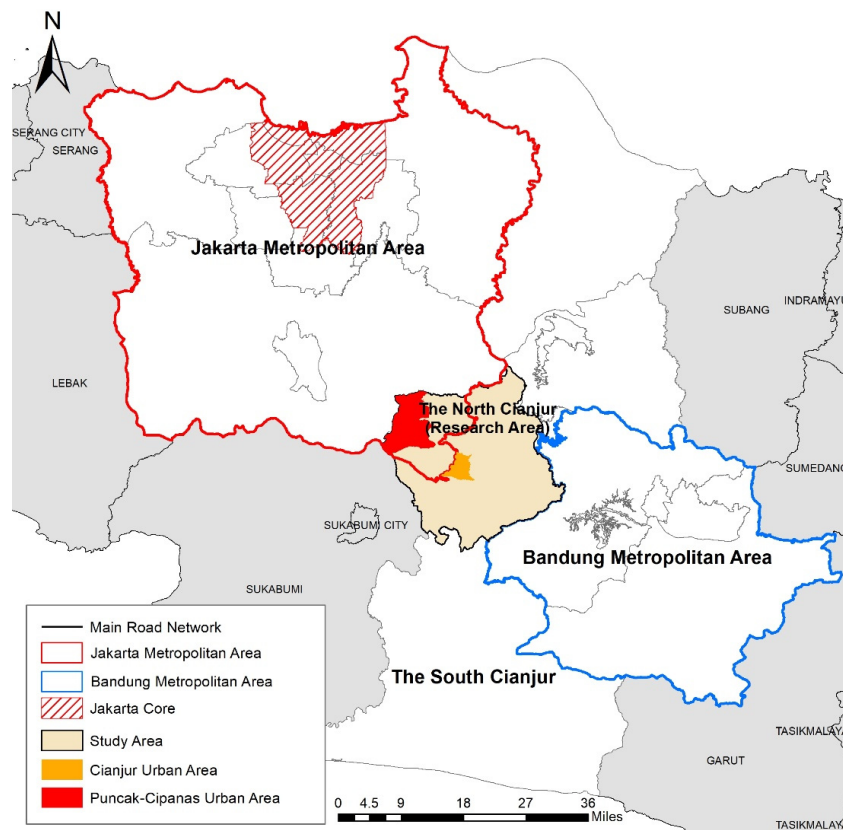 N
SERANG CITY
SERANG
Jakarta Metropolitan Area
INDRAMAYU
SUBANG
LEBAK
The North Cianjur
(Research Area)
SUMEDANG
SUKABUMI CITY
Bandung Metropolitan Area
SUKABUMI
The South Cianjur
Main Road Network
Jakarta Metropolitan Area
Bandung Metropolitan Area
Jakarta Core
Study Area
Cianjur Urban Area
Puncak-Cipanas Urban Area
TASIKMALAYA
GARUT
0 4.5 9 18 27 36
Miles
TASIKMALAYA